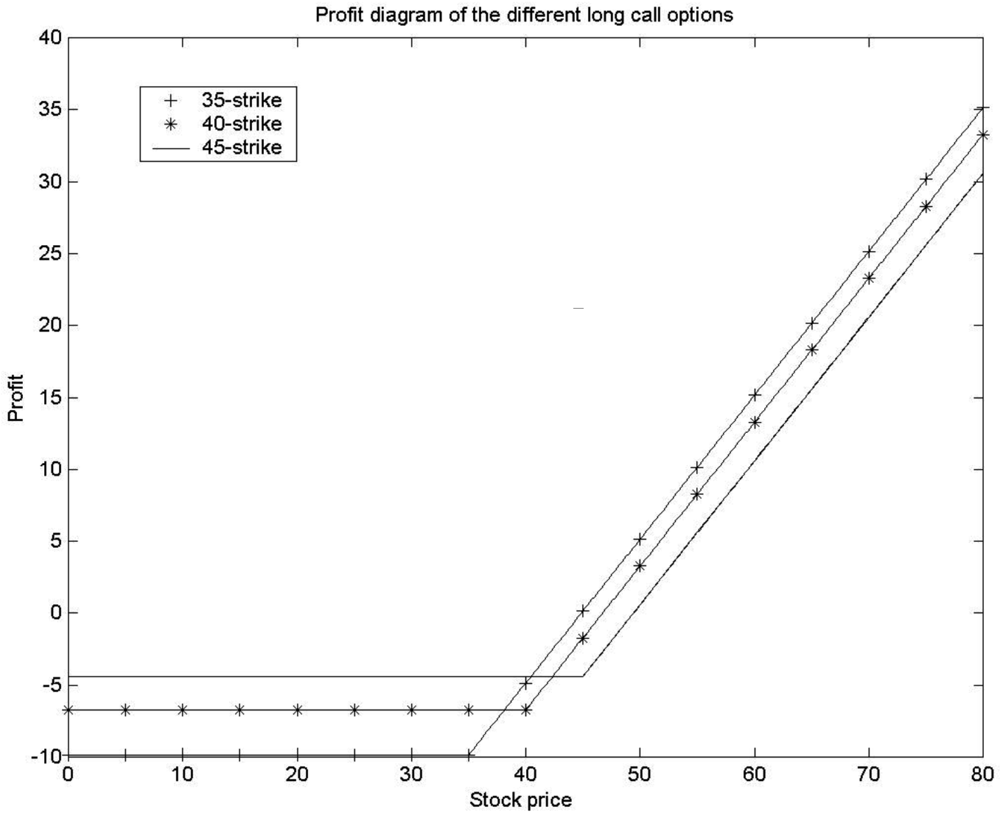 Profit diagram of the different long call options
40
35
30
25
20
15
10
5
0
-5
-10
35-strike
40-strike
45-strike
Profit
0 10 20 30 40 50 60 70 80
Stock price